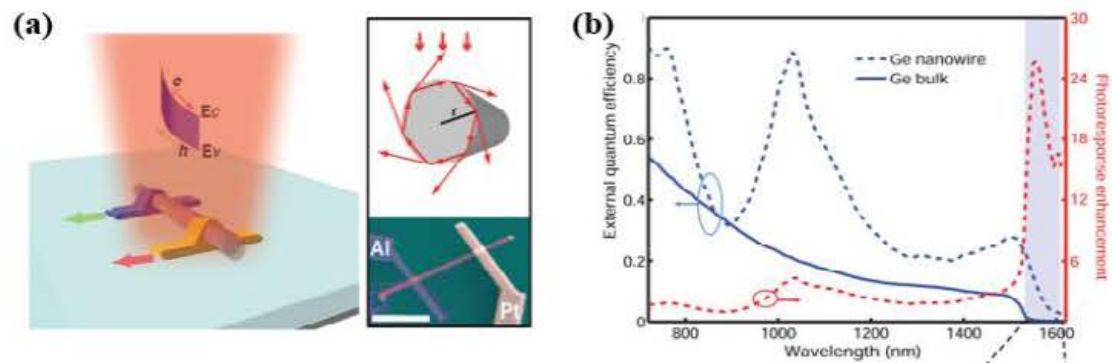 (a)
e
Ec
h
Ev
r
Al
Pt
(b)
External quantum efficiency
0.8
0.6
0.4
0.2
0
Ge nanowire
Ge bulk
30
24
18
12
6
Photoresponse enhancement
800
1000
1200
1400
1600
Wavelength (nm)